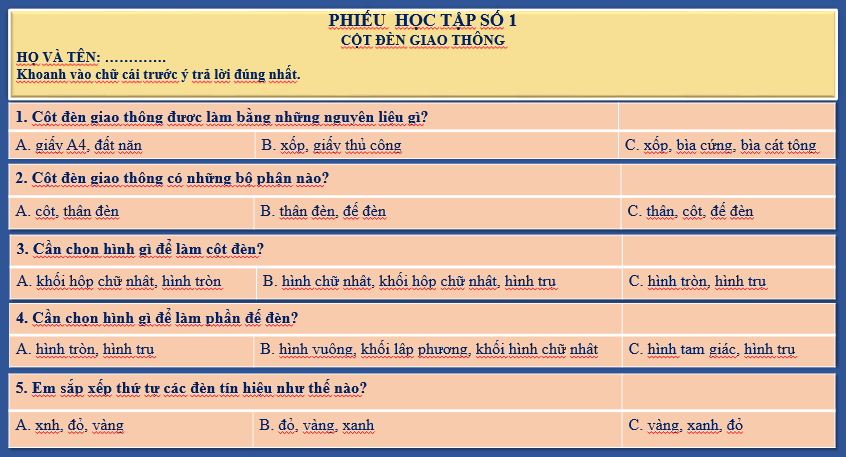 PHIẾU HỌC TẬP SỐ 1
CỘT ĐÈN GIAO THÔNG
HỌ VÀ TÊN: ………….
Khoanh vào chữ cái trước ý trả lời đúng nhất.
1. Cột đèn giao thông được làm bằng những nguyên liệu gì?
A. giấy A4, đất nặn B. xốp, giấy thủ công C. xốp, bìa cứng, bìa cát tông
2. Cột đèn giao thông có những bộ phận nào?
A. cột, thân đèn B. thân đèn, đế đèn C. thân, cột, đế đèn
3. Cần chọn hình gì để làm cột đèn?
A. khối hộp chữ nhật, hình tròn B. hình chữ nhật, khối hộp chữ nhật, hình trụ C. hình tròn, hình trụ
4. Cần chọn hình gì để làm phần đế đèn?
A. hình tròn, hình trụ B. hình vuông, khối lập phương, khối hình chữ nhật C. hình tam giác, hình trụ
5. Em sắp xếp thứ tự các đèn tín hiệu như thế nào?
A. xnh, đỏ, vàng B. đỏ, vàng, xanh C. vàng, xanh, đỏ